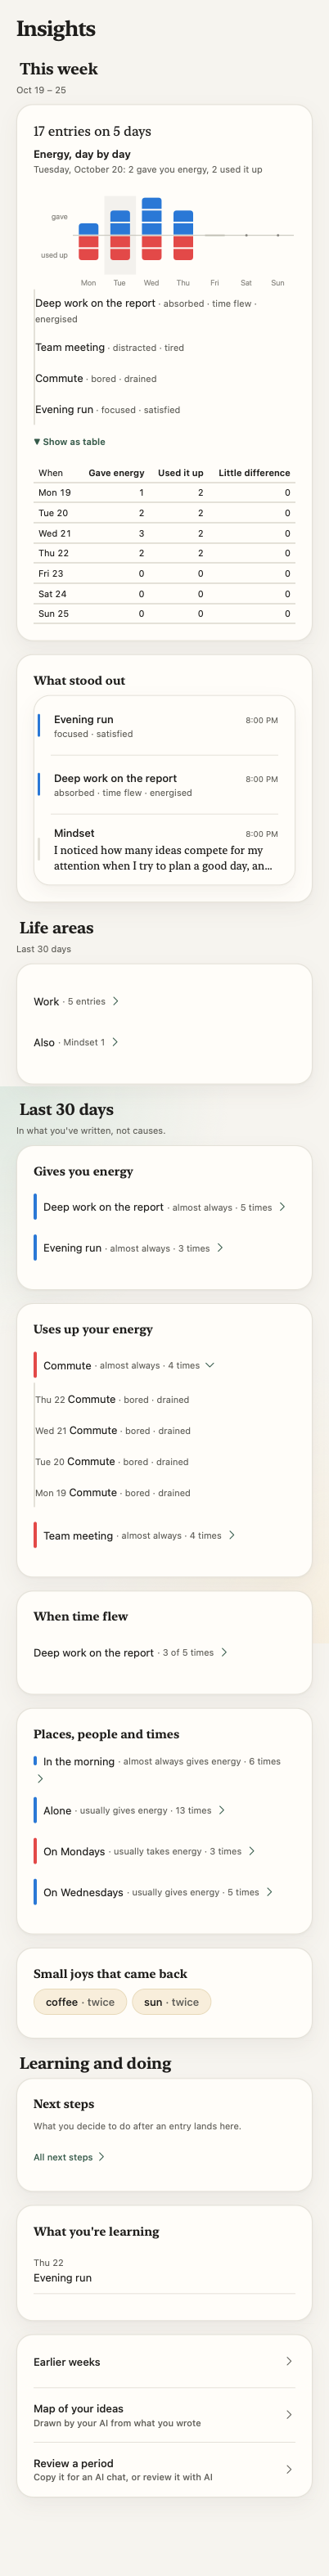 Insights
This week
Oct 19 – 25
17 entries on 5 days
Energy, day by day
Tuesday, October 20: 2 gave you energy, 2 used it up
gave
used up
Mon Tue Wed Thu Fri Sat Sun
Deep work on the report · absorbed · time flew ·
energised
Team meeting · distracted · tired
Commute · bored · drained
Evening run · focused · satisfied
▼ Show as table
When Gave energy Used it up Little difference
Mon 19 1 2 0
Tue 20 2 2 0
Wed 21 3 2 0
Thu 22 2 2 0
Fri 23 0 0 0
Sat 24 0 0 0
Sun 25 0 0 0
What stood out
Evening run 8:00 PM
focused · satisfied
Deep work on the report 8:00 PM
absorbed · time flew · energised
Mindset 8:00 PM
I noticed how many ideas compete for my
attention when I try to plan a good day, an...
Life areas
Last 30 days
Work · 5 entries
Also · Mindset 1
Last 30 days
In what you've written, not causes.
Gives you energy
Deep work on the report · almost always · 5 times
Evening run · almost always · 3 times
Uses up your energy
Commute · almost always · 4 times
Thu 22 Commute · bored · drained
Wed 21 Commute · bored · drained
Tue 20 Commute · bored · drained
Mon 19 Commute · bored · drained
Team meeting · almost always · 4 times
When time flew
Deep work on the report · 3 of 5 times
Places, people and times
In the morning · almost always gives energy · 6 times
Alone · usually gives energy · 13 times
On Mondays · usually takes energy · 3 times
On Wednesdays · usually gives energy · 5 times
Small joys that came back
coffee · twice sun · twice
Learning and doing
Next steps
What you decide to do after an entry lands here.
All next steps
What you're learning
Thu 22
Evening run
Earlier weeks
Map of your ideas
Drawn by your AI from what you wrote
Review a period
Copy it for an AI chat, or review it with AI